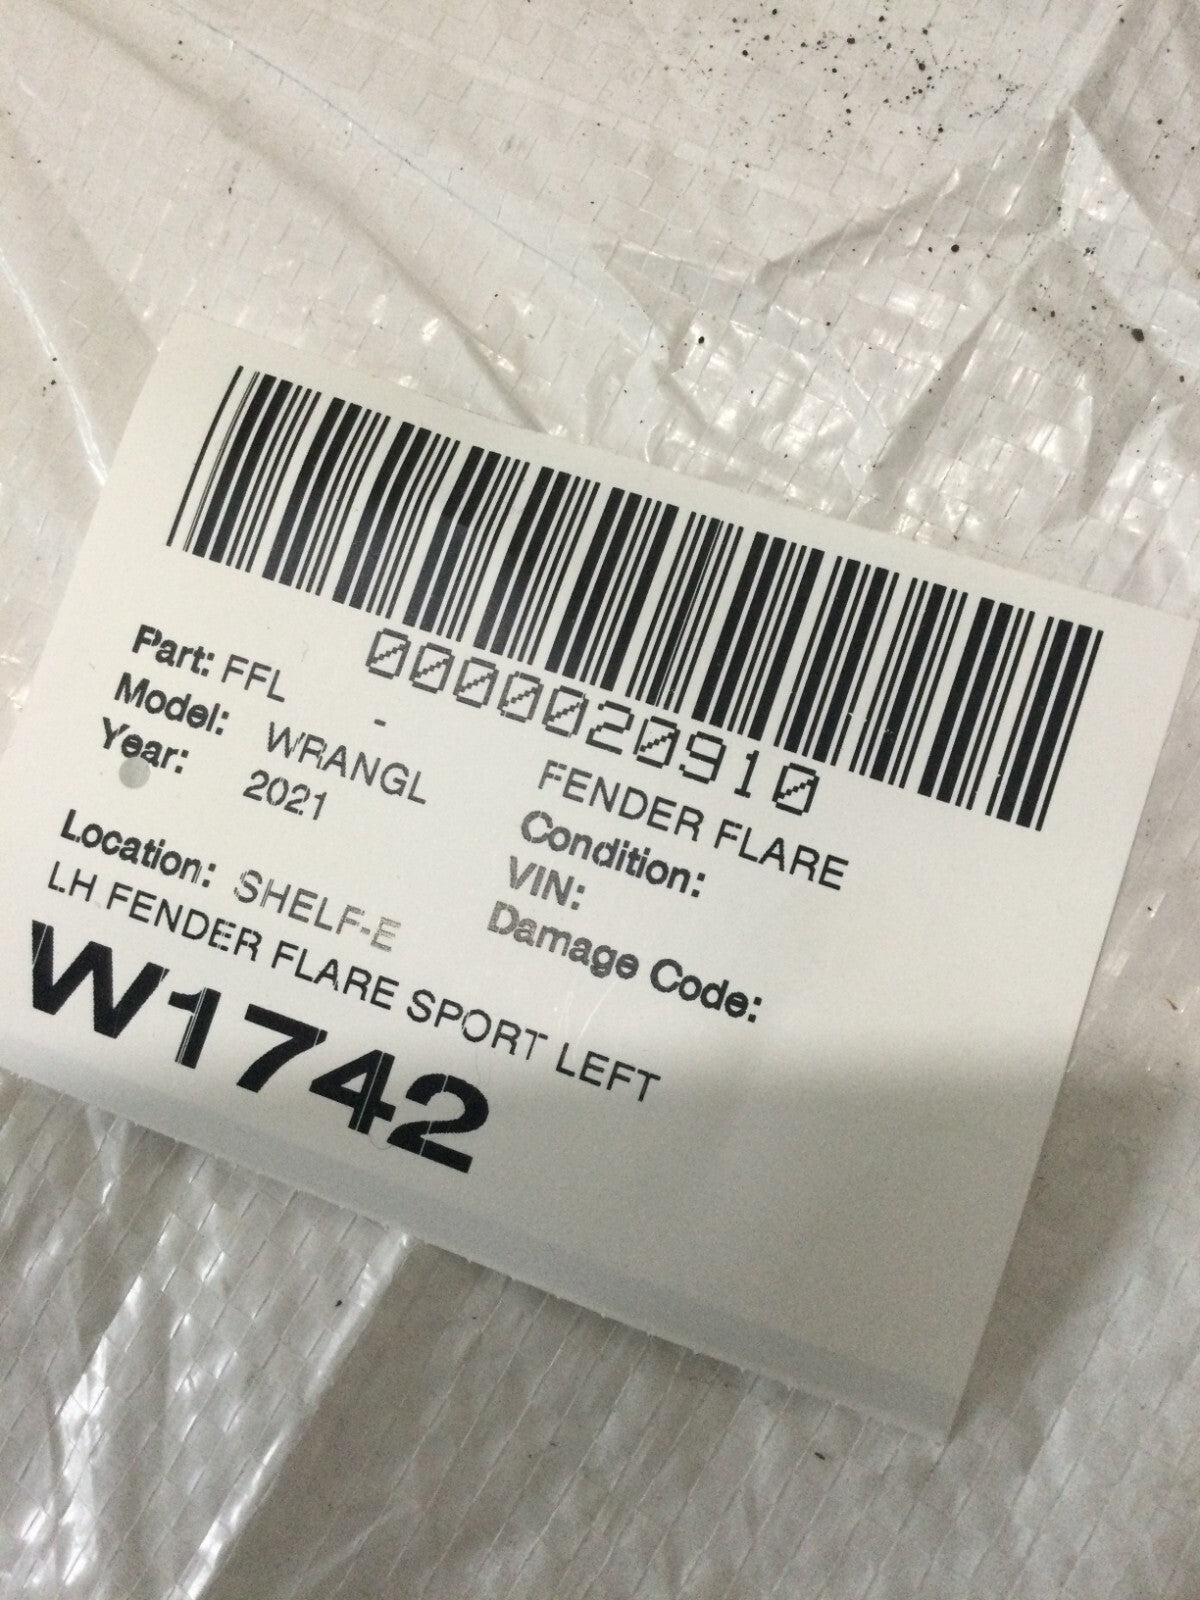 0000020910
Part: FFL - FENDER FLARE
Model: WRANGL Condition:
Year: 2021 VIN:
Damage Code:
Location: SHELF-E
LH FENDER FLARE SPORT LEFT
W1742